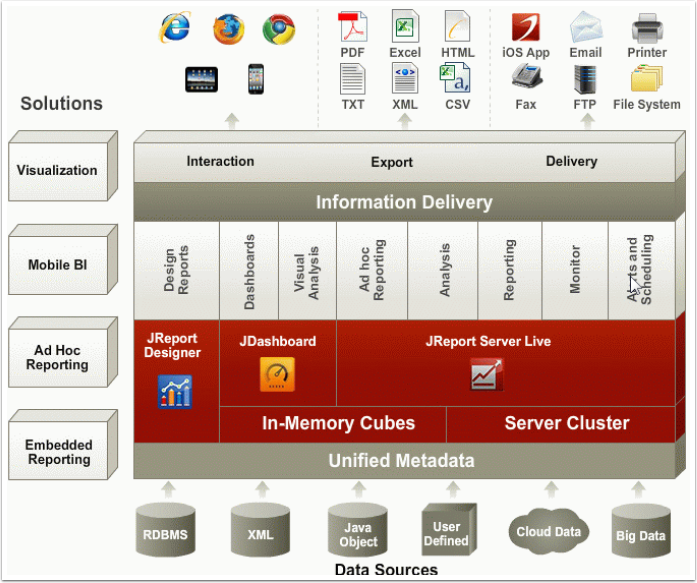 PDF
Excel
HTML
iOS App
Email
Printer
TXT
XML
CSV
Fax
FTP
File System
Solutions
Visualization
Mobile BI
Ad Hoc
Reporting
Embedded
Reporting
Interaction
Export
Delivery
Information Delivery
Design
Reports
Dashboards
Visual
Analysis
Ad hoc
Reporting
Analysis
Reporting
Monitor
and
Scheduling
JReport
Designer
JDashboard
JReport Server Live
In-Memory Cubes
Server Cluster
Unified Metadata
RDBMS
XML
Java
Object
User
Defined
Cloud Data
Big Data
Data Sources